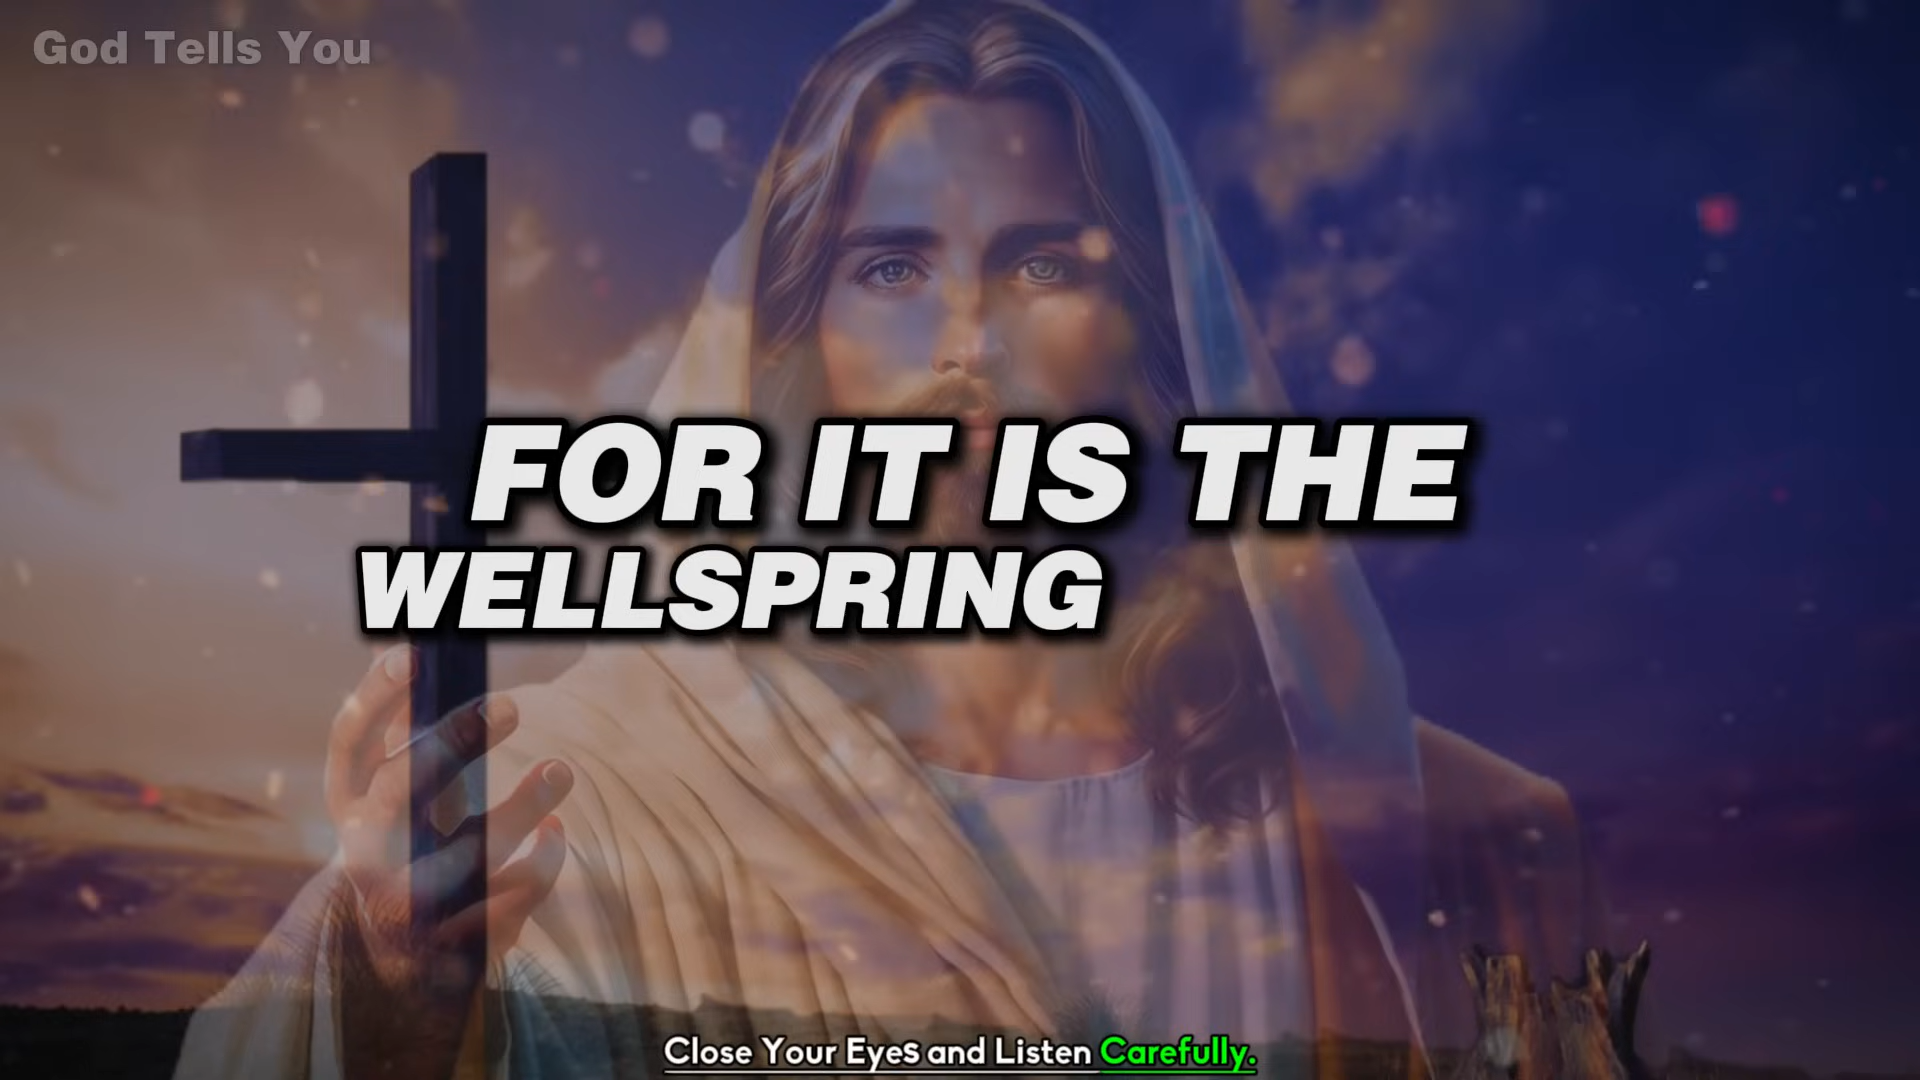 God Tells You
FOR IT IS THE
WELLSPRING
Close Your Eyes and Listen Carefully.